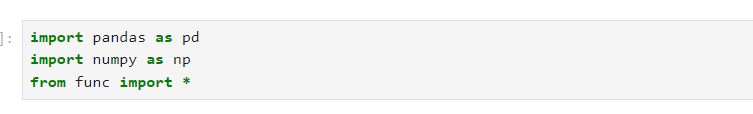 ]:
import pandas as pd
import numpy as np
from func import *